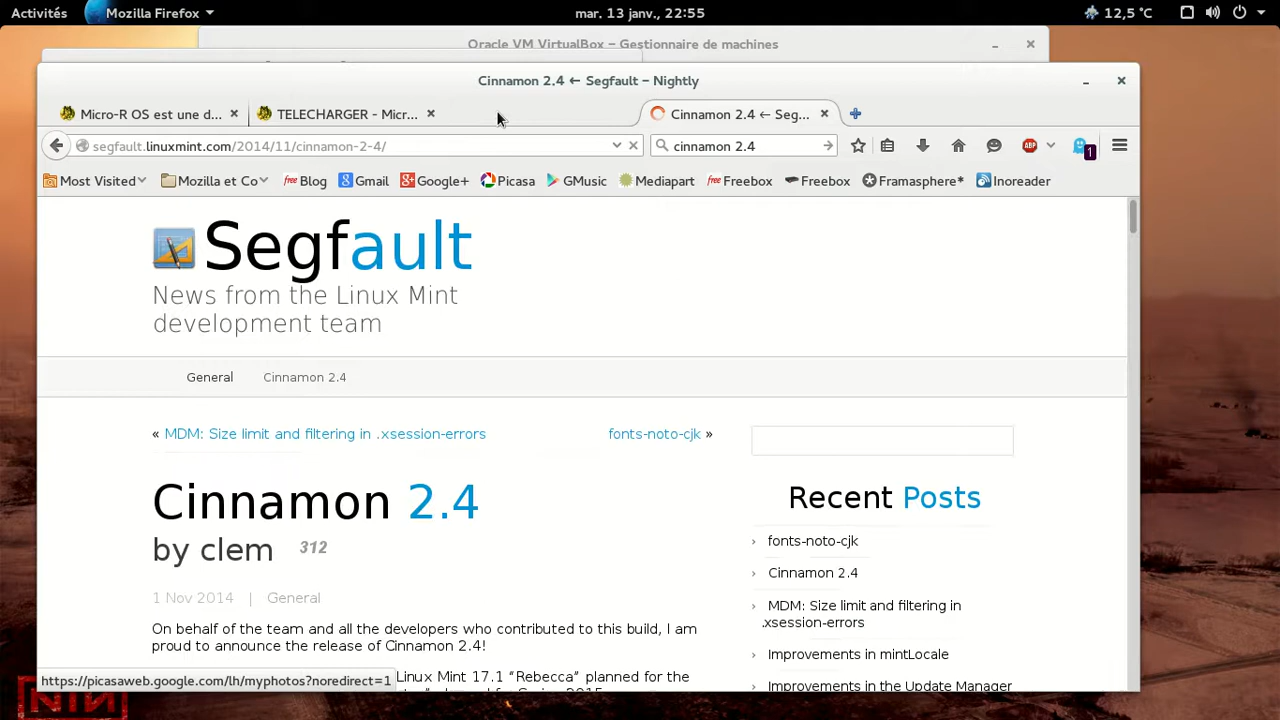 Activités
Mozilla Firefox
mar. 13 janv., 22:55
12,5 °C
Oracle VM VirtualBox – Gestionnaire de machines
Cinnamon 2.4 ← Segfault – Nightly
Micro-R OS est une d...
TELECHARGER - Micr...
Cinnamon 2.4 ← Seg...
segfault.linuxmint.com/2014/11/cinnamon-2-4/
cinnamon 2.4
ABP
1
Most Visited
Mozilla et Co
free Blog
Gmail
Google+
Picasa
GMusic
Mediapart
free Freebox
Freebox
Framasphere*
Inoreader
Segfault
News from the Linux Mint
development team
General
Cinnamon 2.4
« MDM: Size limit and filtering in .xsession-errors
fonts-noto-cjk »
Cinnamon 2.4
by clem 312
1 Nov 2014 | General
On behalf of the team and all the developers who contributed to this build, I am
proud to announce the release of Cinnamon 2.4!
Linux Mint 17.1 “Rebecca” planned for the
Recent Posts
› fonts-noto-cjk
› Cinnamon 2.4
› MDM: Size limit and filtering in
.xsession-errors
› Improvements in mintLocale
› Improvements in the Update Manager
https://picasaweb.google.com/lh/myphotos?noredirect=1
NIN